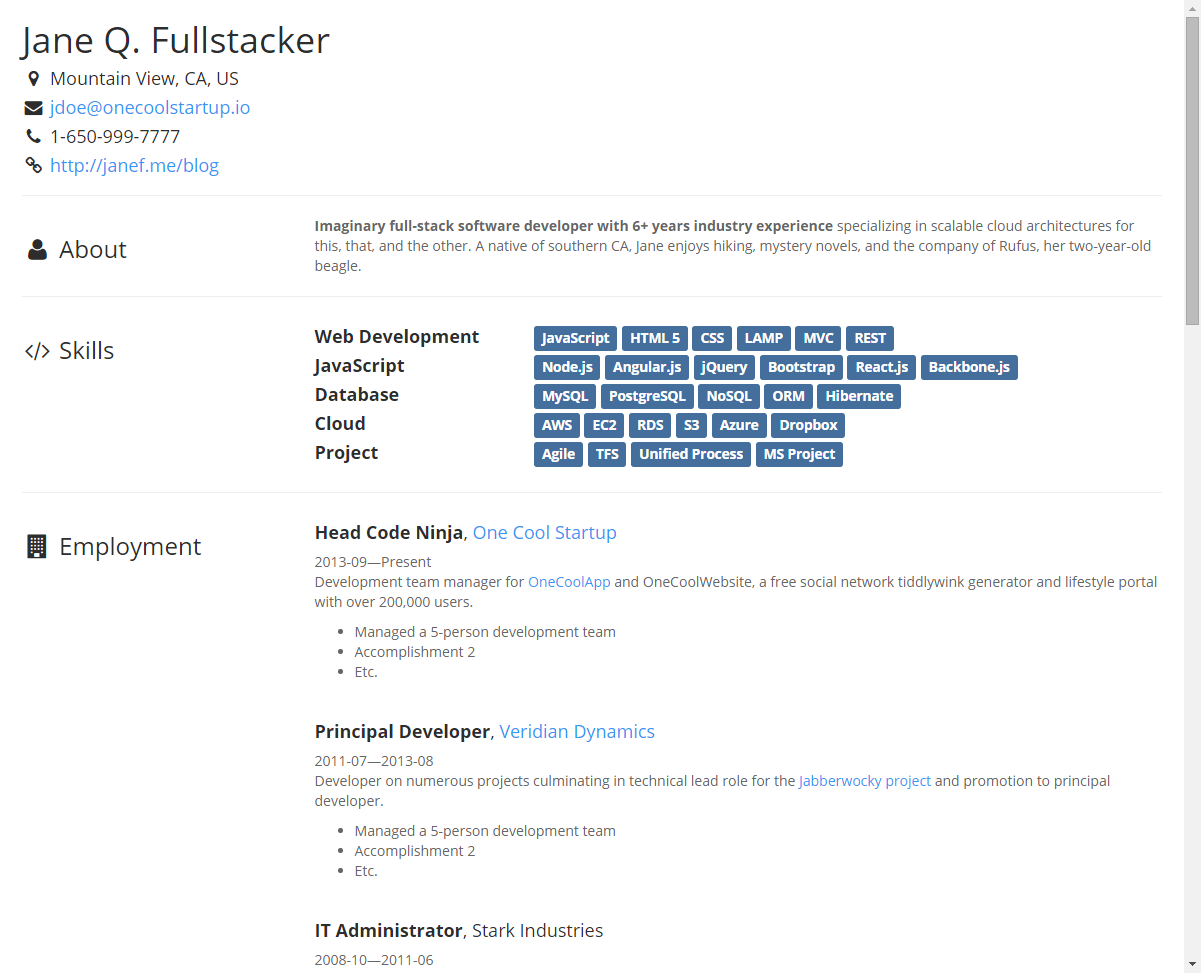 Jane Q. Fullstacker
Mountain View, CA, US
jdoe@onecoolstartup.io
1-650-999-7777
http://janef.me/blog
About
Imaginary full-stack software developer with 6+ years industry experience specializing in scalable cloud architectures for
this, that, and the other. A native of southern CA, Jane enjoys hiking, mystery novels, and the company of Rufus, her two-year-old
beagle.
Skills
Web Development JavaScript HTML 5 CSS LAMP MVC REST
JavaScript Node.js Angular.js jQuery Bootstrap React.js Backbone.js
Database MySQL PostgreSQL NoSQL ORM Hibernate
Cloud AWS EC2 RDS S3 Azure Dropbox
Project Agile TFS Unified Process MS Project
Employment
Head Code Ninja, One Cool Startup
2013-09—Present
Development team manager for OneCoolApp and OneCoolWebsite, a free social network tiddlywink generator and lifestyle portal
with over 200,000 users.
• Managed a 5-person development team
• Accomplishment 2
• Etc.
Principal Developer, Veridian Dynamics
2011-07—2013-08
Developer on numerous projects culminating in technical lead role for the Jabberwocky project and promotion to principal
developer.
• Managed a 5-person development team
• Accomplishment 2
• Etc.
IT Administrator, Stark Industries
2008-10—2011-06